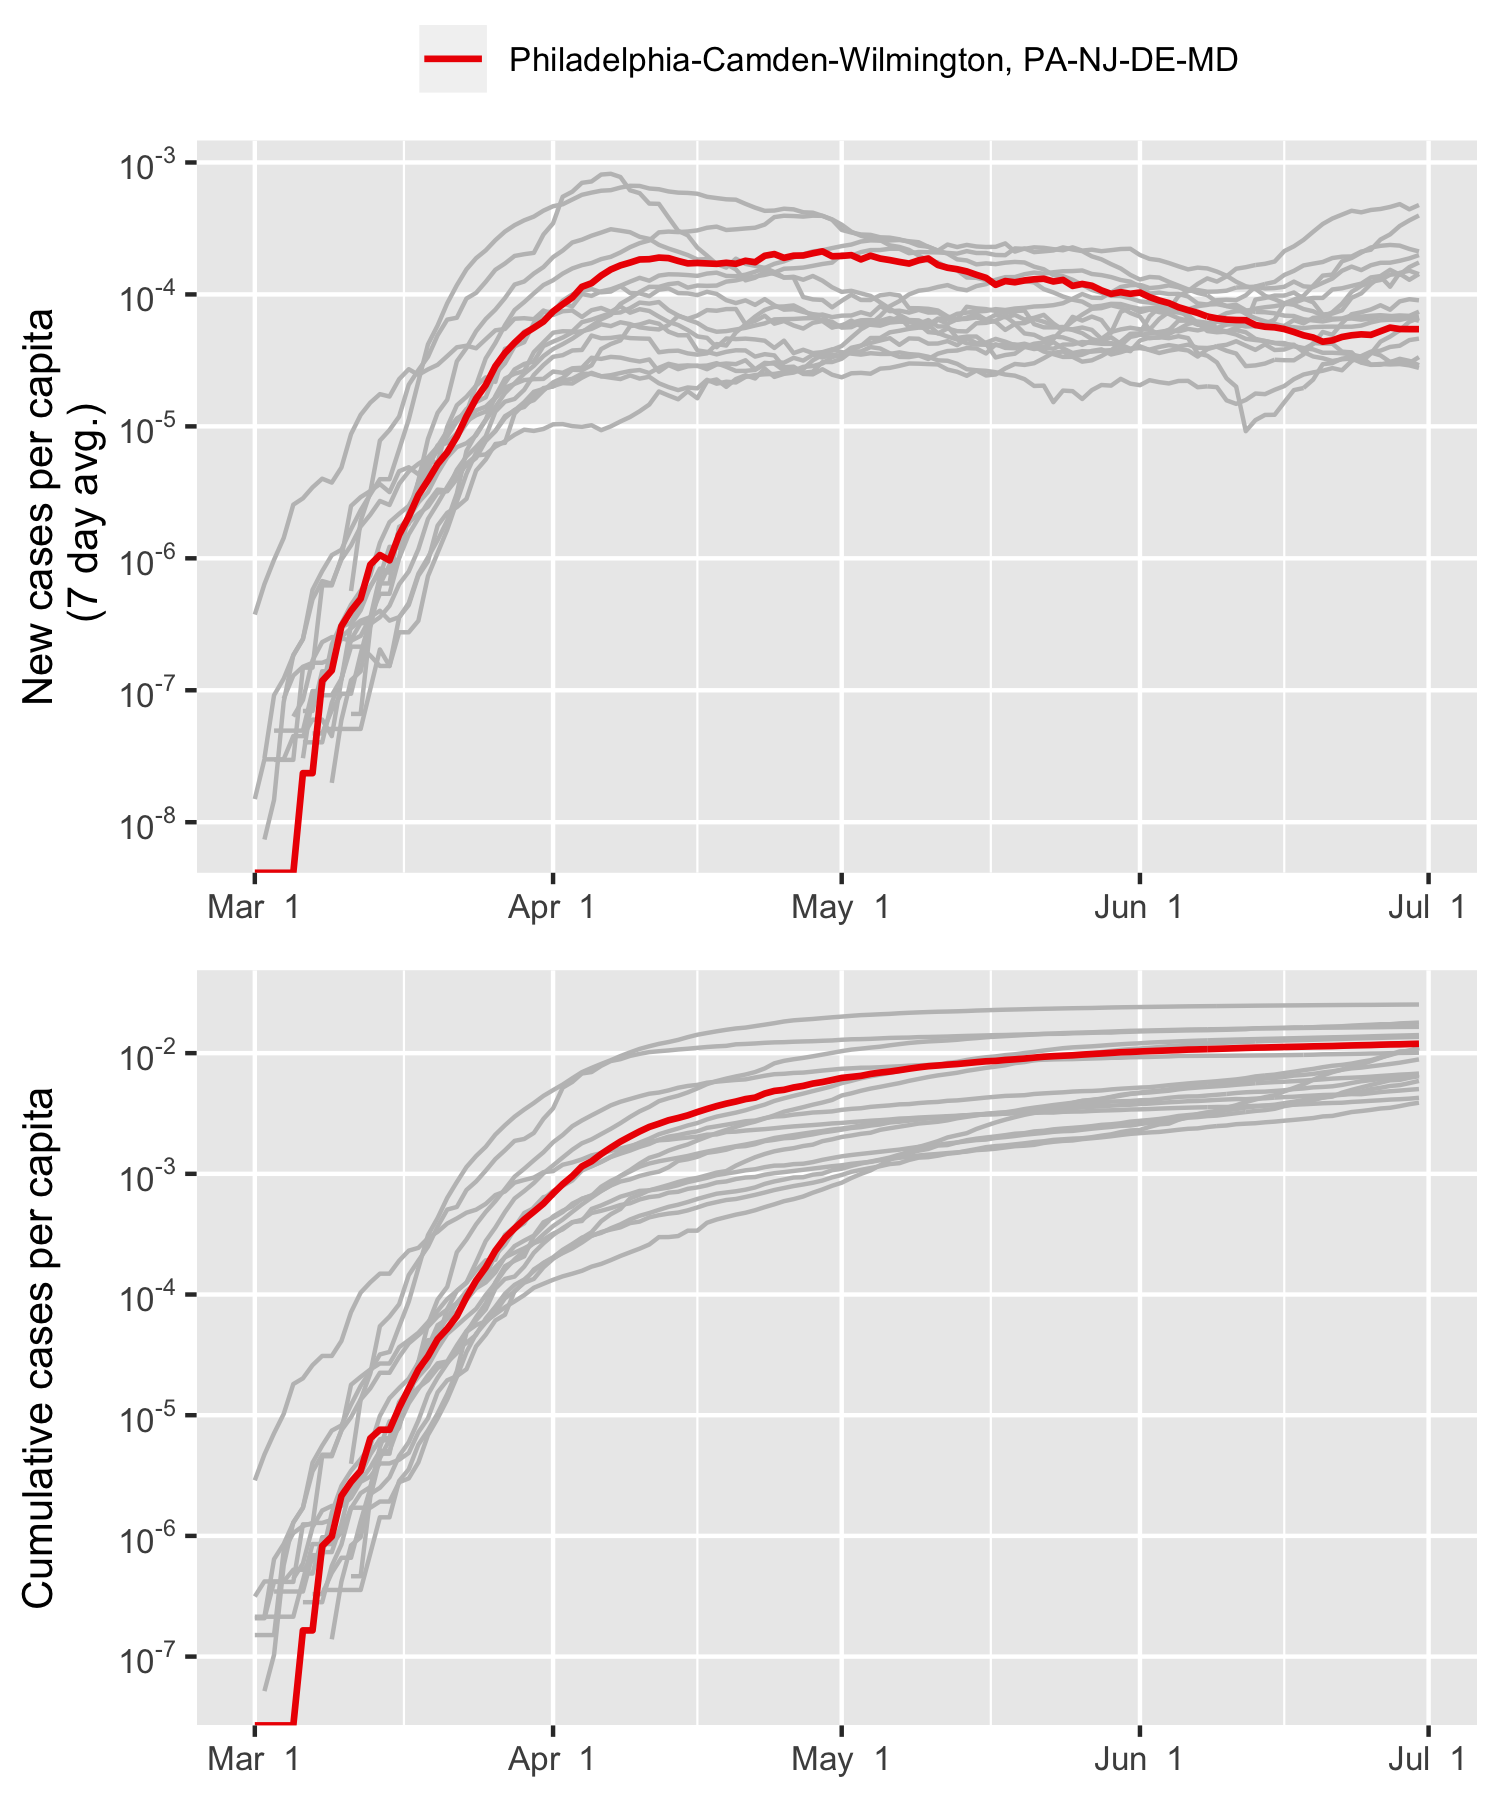 Philadelphia-Camden-Wilmington, PA-NJ-DE-MD
New cases per capita
(7 day avg.)
10-3
10-4
10-5
10-6
10-7
10-8
Mar 1 Apr 1 May 1 Jun 1 Jul 1
Cumulative cases per capita
10-2
10-3
10-4
10-5
10-6
10-7
Mar 1 Apr 1 May 1 Jun 1 Jul 1